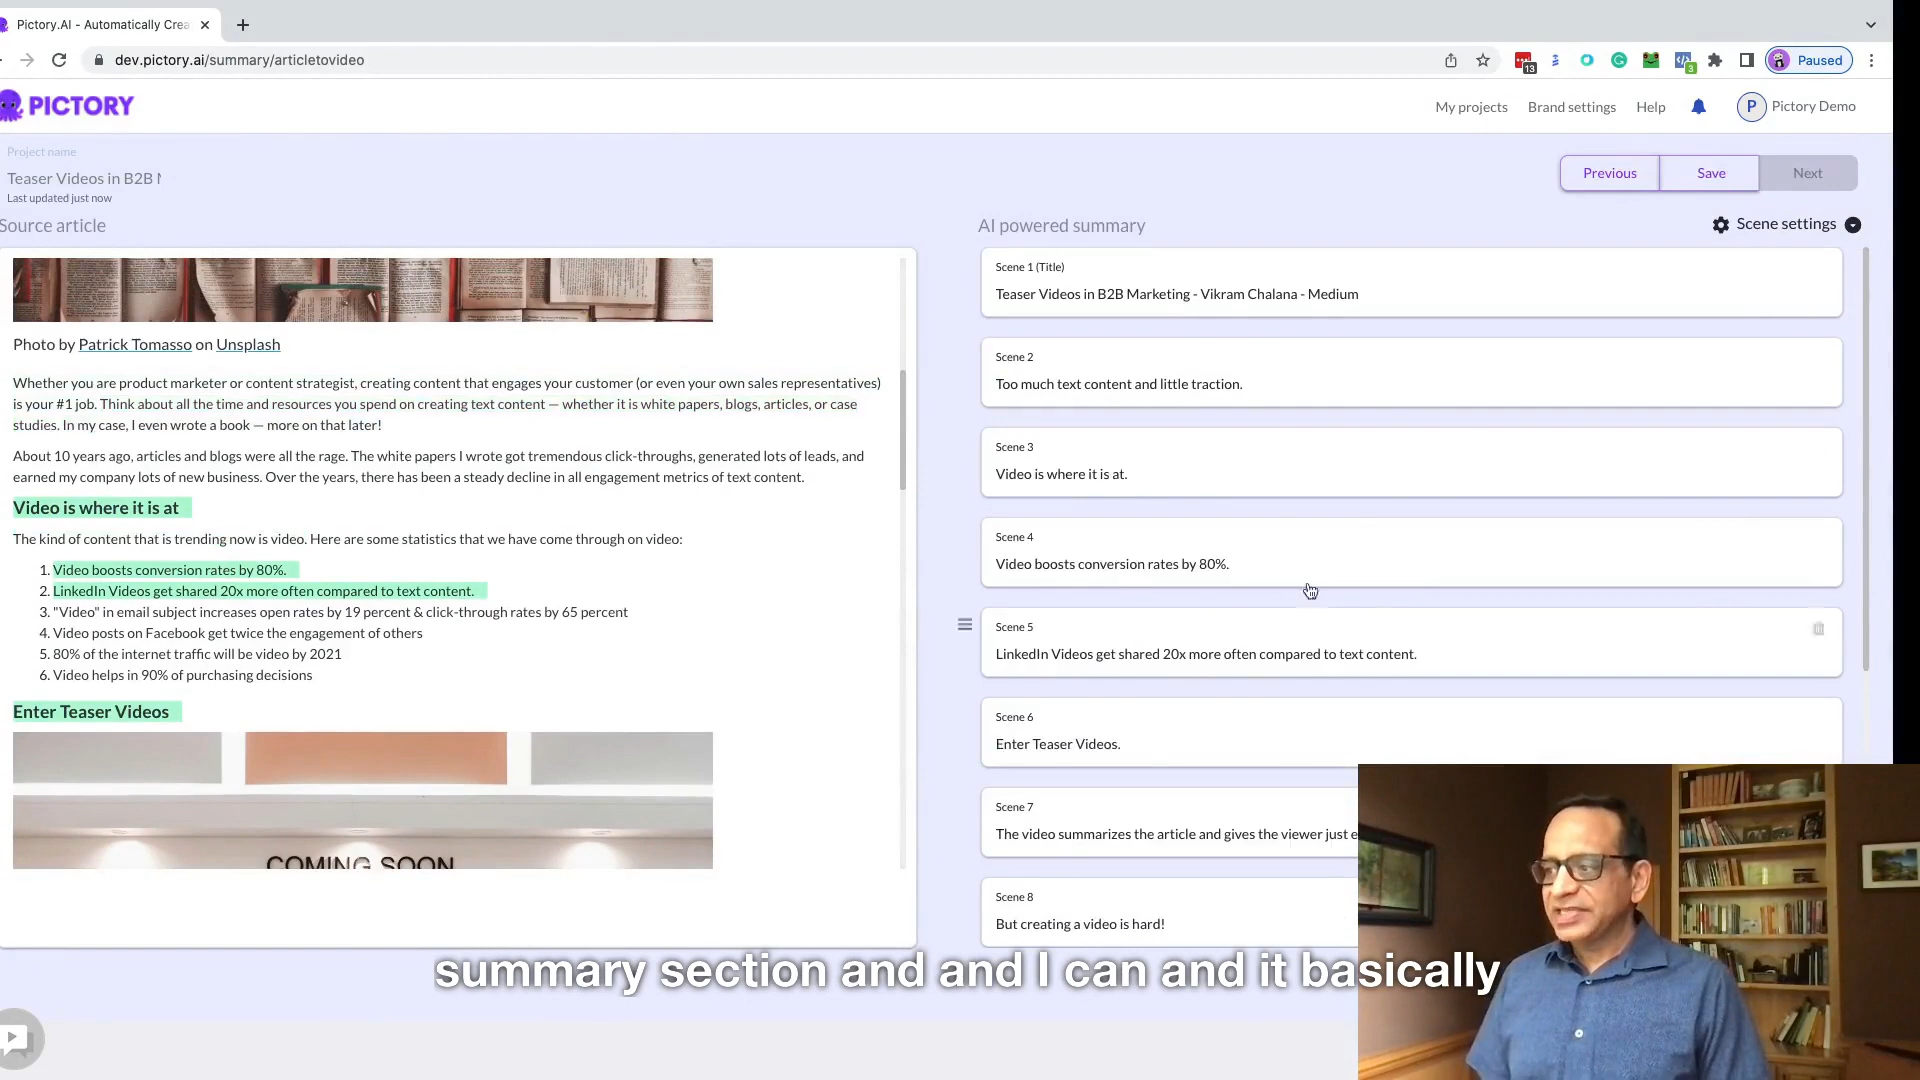 Pictory.AI - Automatically Crea
dev.pictory.ai/summary/articletovideo
13
3
Paused
PICTORY
My projects
Brand settings
Help
P
Pictory Demo
Project name
Teaser Videos in B2B M
Last updated just now
Previous
Save
Next
Source article
Photo by Patrick Tomasso on Unsplash
Whether you are product marketer or content strategist, creating content that engages your customer (or even your own sales representatives)
is your #1 job. Think about all the time and resources you spend on creating text content — whether it is white papers, blogs, articles, or case
studies. In my case, I even wrote a book — more on that later!
About 10 years ago, articles and blogs were all the rage. The white papers I wrote got tremendous click-throughs, generated lots of leads, and
earned my company lots of new business. Over the years, there has been a steady decline in all engagement metrics of text content.
Video is where it is at
The kind of content that is trending now is video. Here are some statistics that we have come through on video:
1. Video boosts conversion rates by 80%.
2. LinkedIn Videos get shared 20x more often compared to text content.
3. "Video" in email subject increases open rates by 19 percent & click-through rates by 65 percent
4. Video posts on Facebook get twice the engagement of others
5. 80% of the internet traffic will be video by 2021
6. Video helps in 90% of purchasing decisions
Enter Teaser Videos
COMING SOON
AI powered summary
Scene settings
Scene 1 (Title)
Teaser Videos in B2B Marketing - Vikram Chalana - Medium
Scene 2
Too much text content and little traction.
Scene 3
Video is where it is at.
Scene 4
Video boosts conversion rates by 80%.
Scene 5
LinkedIn Videos get shared 20x more often compared to text content.
Scene 6
Enter Teaser Videos.
Scene 7
The video summarizes the article and gives the viewer just e
Scene 8
But creating a video is hard!
summary section and and I can and it basically